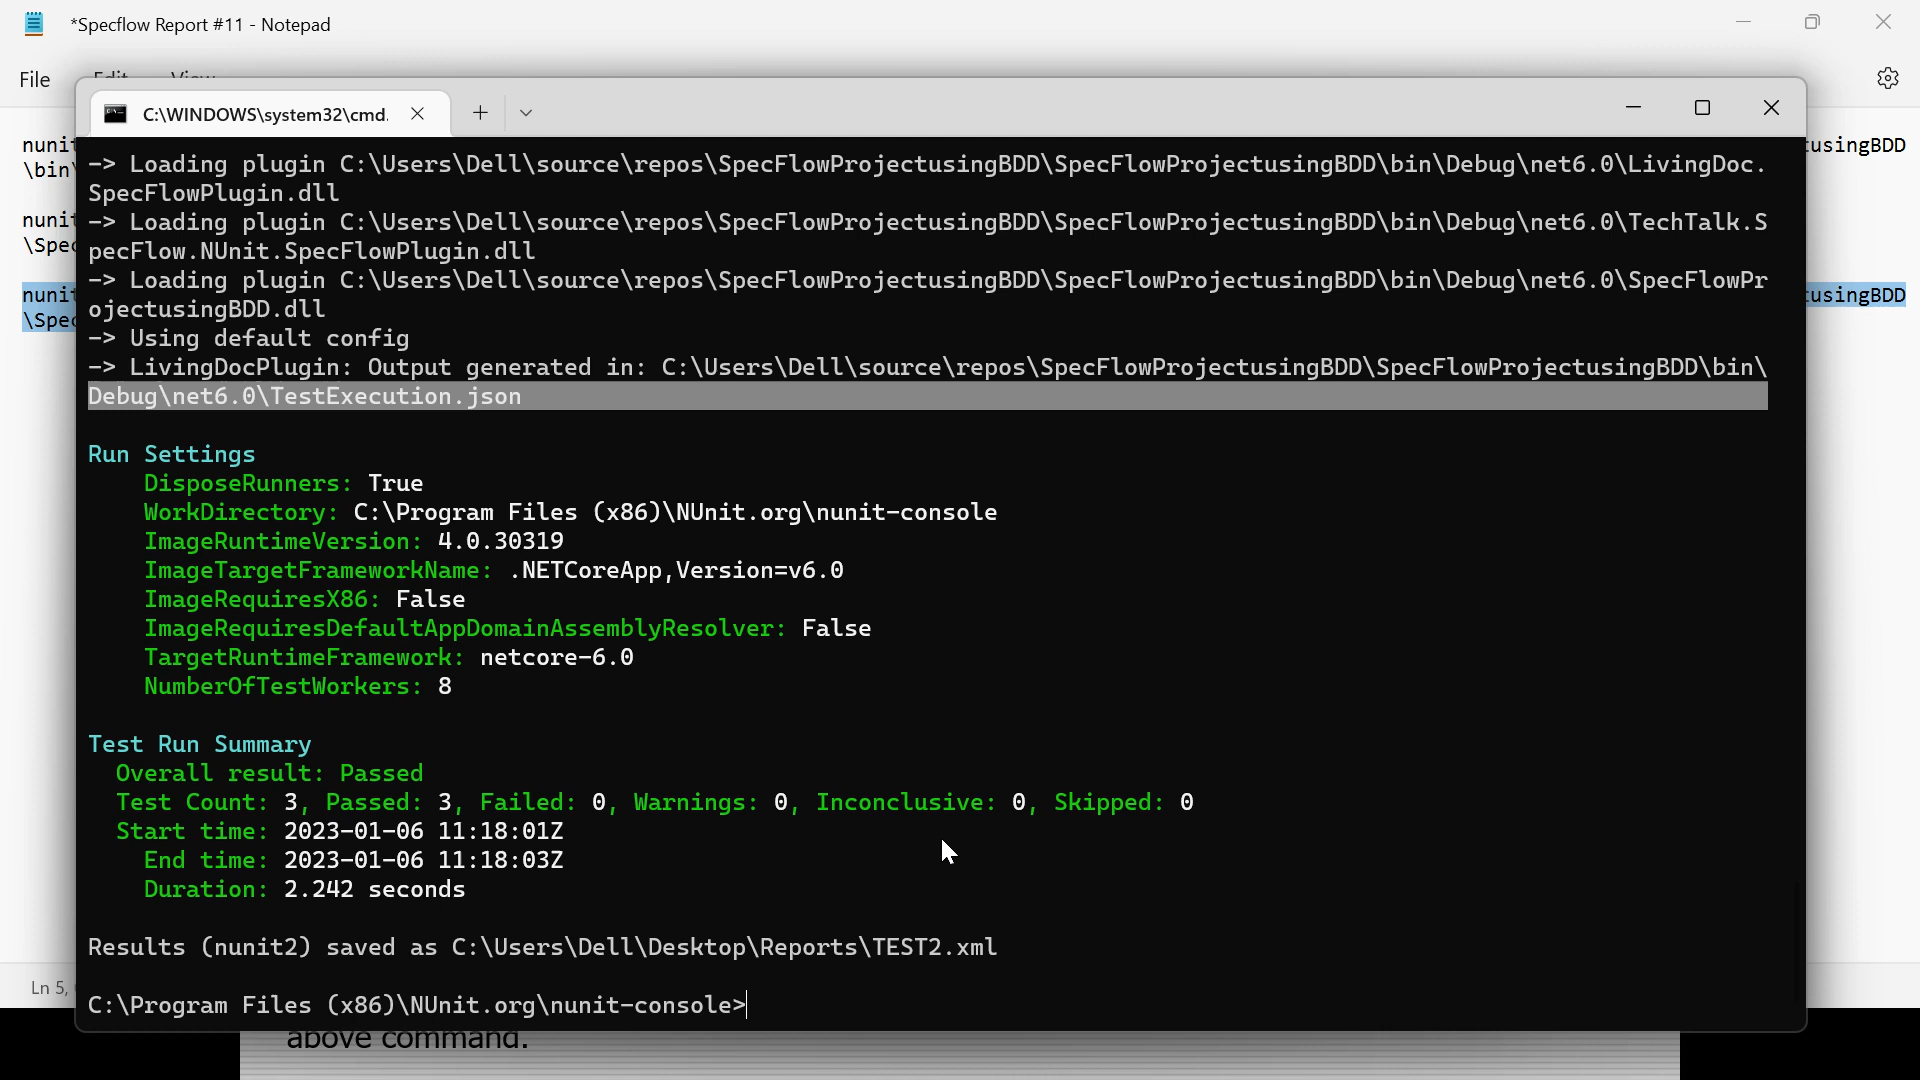 *Specflow Report #11 - Notepad
File Edit View
C:\WINDOWS\system32\cmd.
-> Loading plugin C:\Users\Dell\source\repos\SpecFlowProjectusingBDD\SpecFlowProjectusingBDD\bin\Debug\net6.0\LivingDoc.
SpecFlowPlugin.dll
-> Loading plugin C:\Users\Dell\source\repos\SpecFlowProjectusingBDD\SpecFlowProjectusingBDD\bin\Debug\net6.0\TechTalk.S
pecFlow.NUnit.SpecFlowPlugin.dll
-> Loading plugin C:\Users\Dell\source\repos\SpecFlowProjectusingBDD\SpecFlowProjectusingBDD\bin\Debug\net6.0\SpecFlowPr
ojectusingBDD.dll
-> Using default config
-> LivingDocPlugin: Output generated in: C:\Users\Dell\source\repos\SpecFlowProjectusingBDD\SpecFlowProjectusingBDD\bin\
Debug\net6.0\TestExecution.json
Run Settings
DisposeRunners: True
WorkDirectory: C:\Program Files (x86)\NUnit.org\nunit-console
ImageRuntimeVersion: 4.0.30319
ImageTargetFrameworkName: .NETCoreApp,Version=v6.0
ImageRequiresX86: False
ImageRequiresDefaultAppDomainAssemblyResolver: False
TargetRuntimeFramework: netcore-6.0
NumberOfTestWorkers: 8
Test Run Summary
Overall result: Passed
Test Count: 3, Passed: 3, Failed: 0, Warnings: 0, Inconclusive: 0, Skipped: 0
Start time: 2023-01-06 11:18:01Z
End time: 2023-01-06 11:18:03Z
Duration: 2.242 seconds
Results (nunit2) saved as C:\Users\Dell\Desktop\Reports\TEST2.xml
C:\Program Files (x86)\NUnit.org\nunit-console>
Ln 5,
above command.